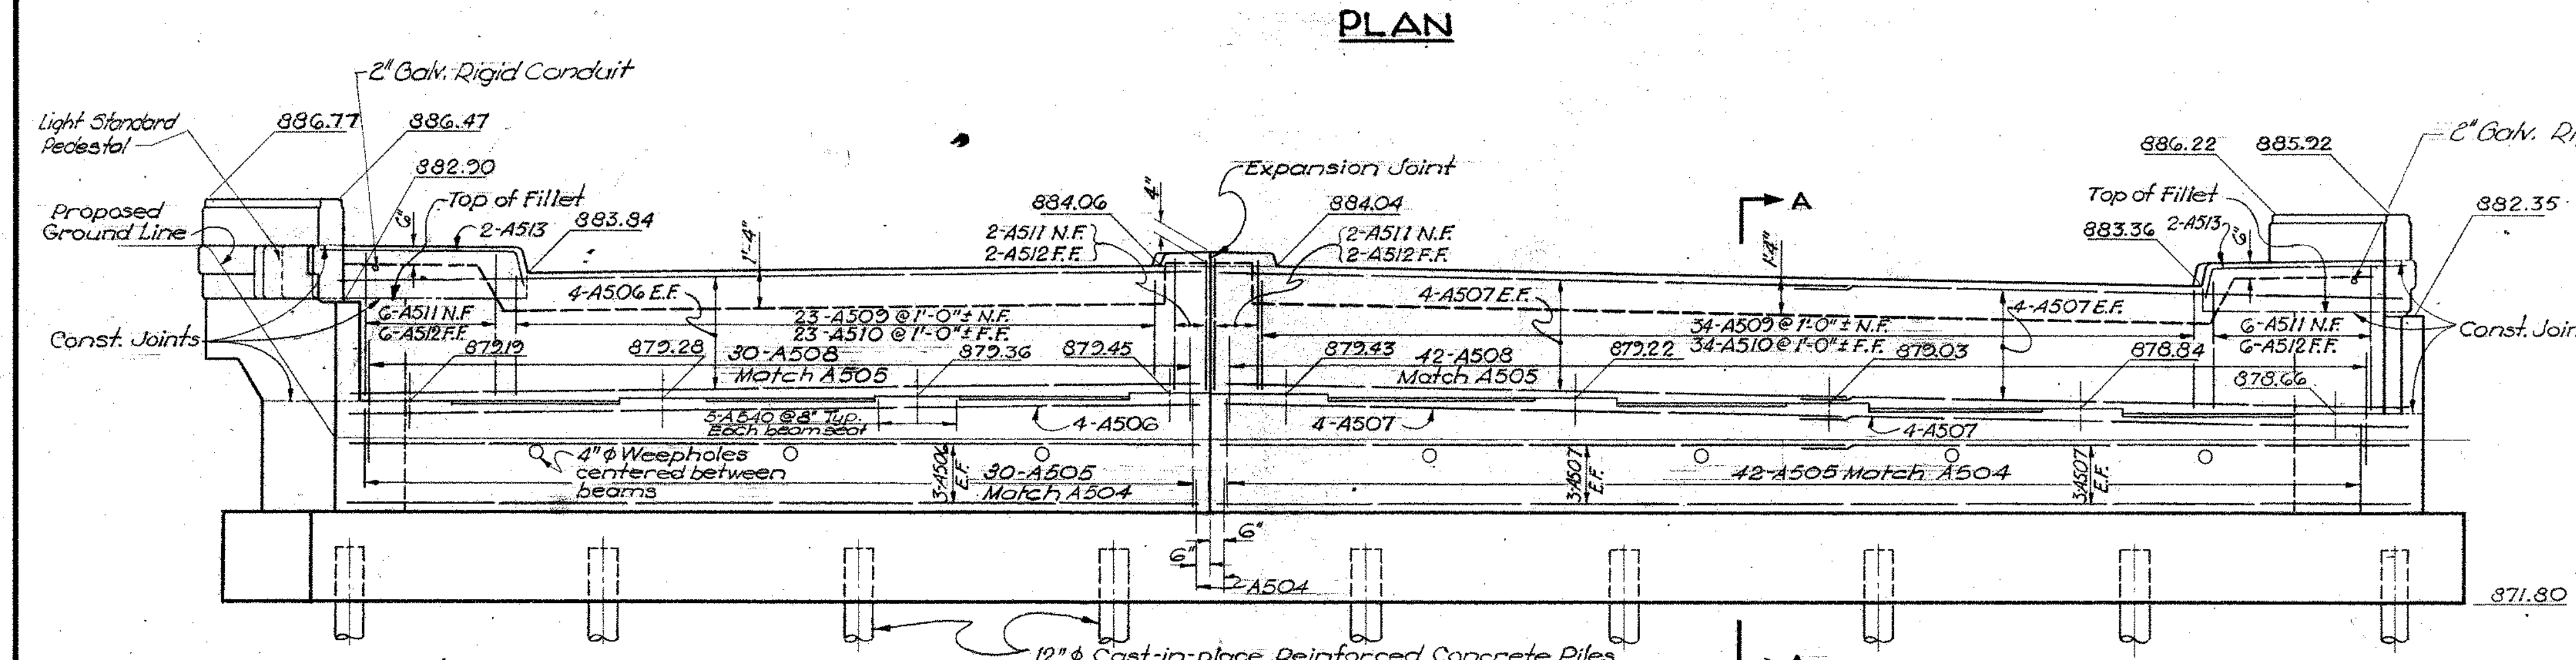 PLAN
2" Galv. Rigid Conduit
Light Standard
Pedestal
886.77
886.47
882.90
Top of Fillet
Proposed
Ground Line
6"
2-A513
883.84
1'-4"
Expansion Joint
4"
884.06
884.04
2-A511 N.F.
2-A512 F.F.
2-A511 N.F.
2-A512 F.F.
A
1'-4"
886.22
885.92
2" Galv.
Top of Fillet
882.35
883.36
2-A513
6"
Const. Joints
6-A511 N.F.
6-A512 F.F.
4-A506 E.F.
23-A509 @ 1'-0"± N.F.
23-A510 @ 1'-0"± F.F.
4-A507 E.F.
34-A509 @ 1'-0"± N.F.
34-A510 @ 1'-0"± F.F.
4-A507 E.F.
6-A511 N.F.
6-A512 F.F.
Const. Join
879.19
879.28
30-A508
Match A505
879.36
879.45
879.43
42-A508
Match A505
879.22
879.03
878.84
878.66
5-A540 @ 8" Typ.
Each beam seat
4-A506
4-A507
4-A507
4" ϕ Weepholes
centered between
beams
3-A506
E.F.
30-A505
Match A504
3-A507
E.F.
42-A505 Match A504
3-A507
E.F.
6"
6"
2-A504
871.80
12" ϕ Cast-in-place Reinforced Concrete Piles
A